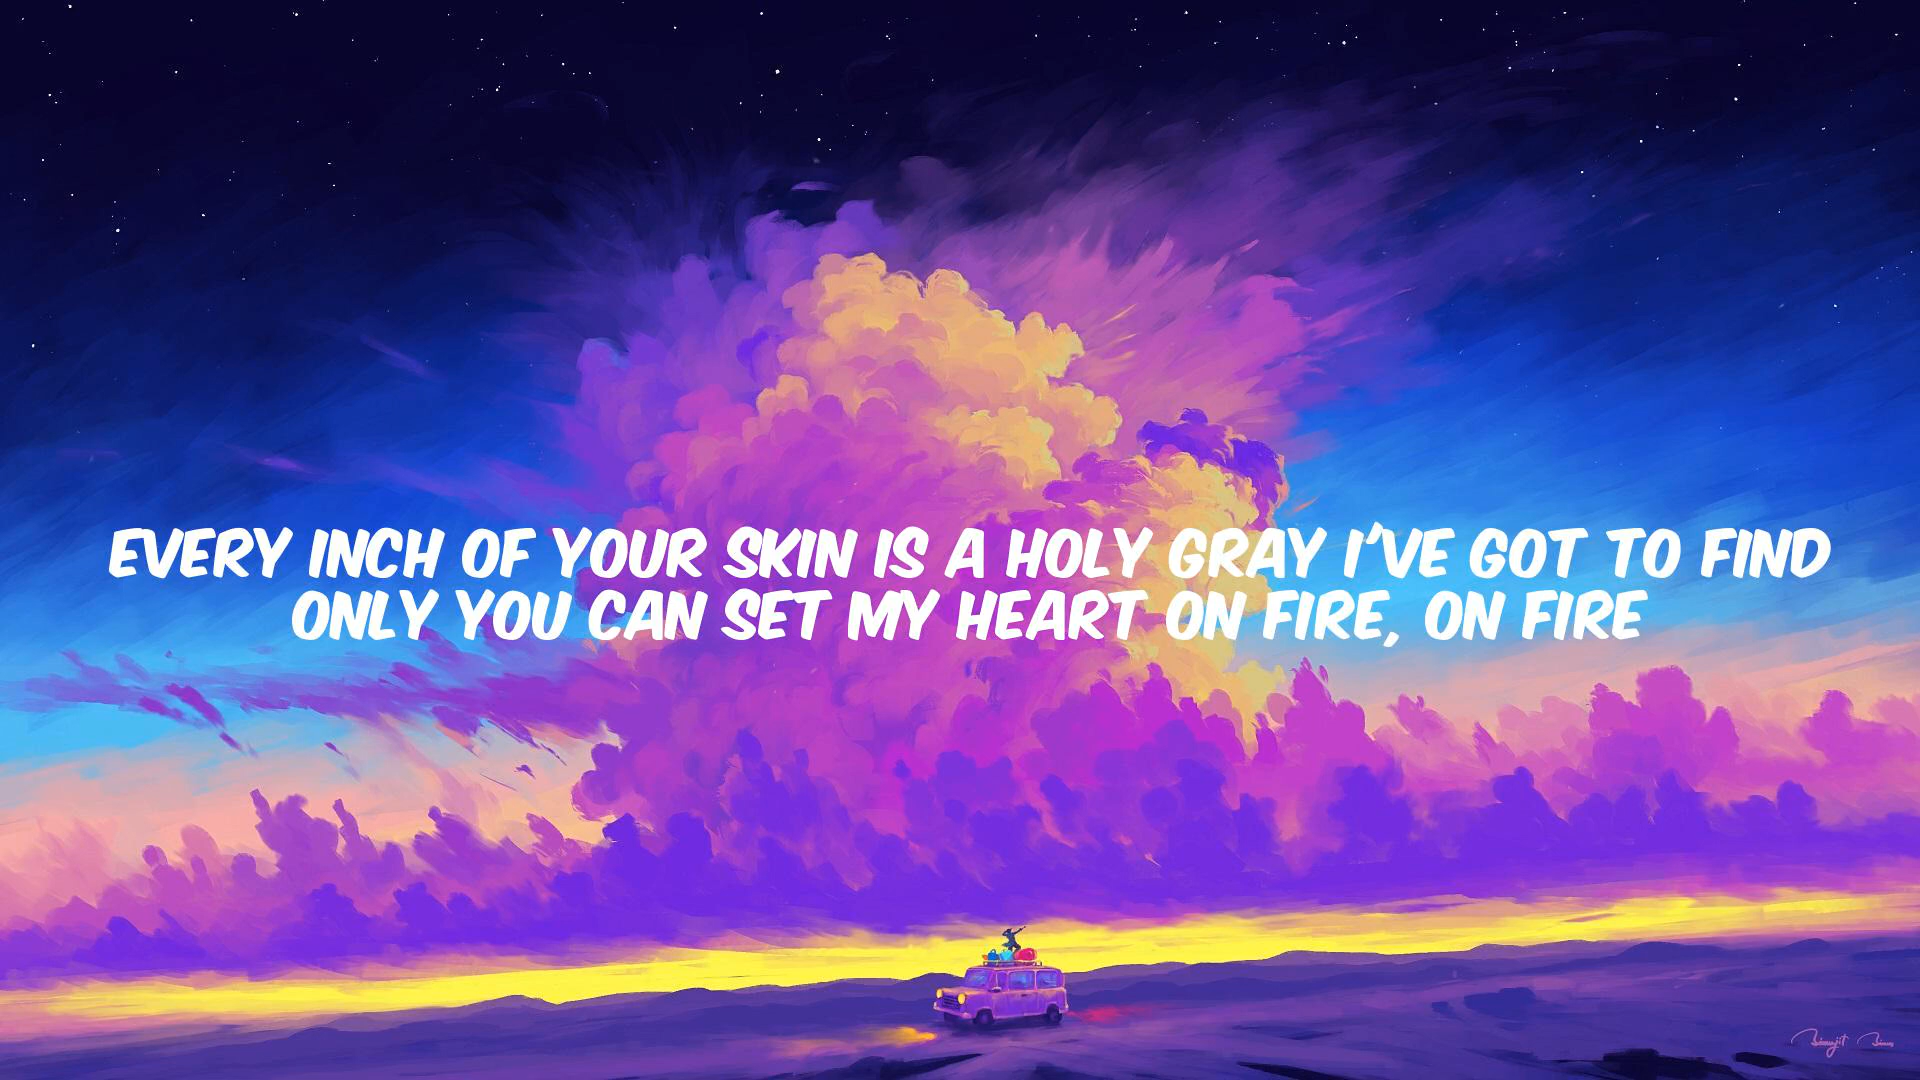 EVERY INCH OF YOUR SKIN IS A HOLY GRAY I'VE GOT TO FIND
ONLY YOU CAN SET MY HEART ON FIRE, ON FIRE